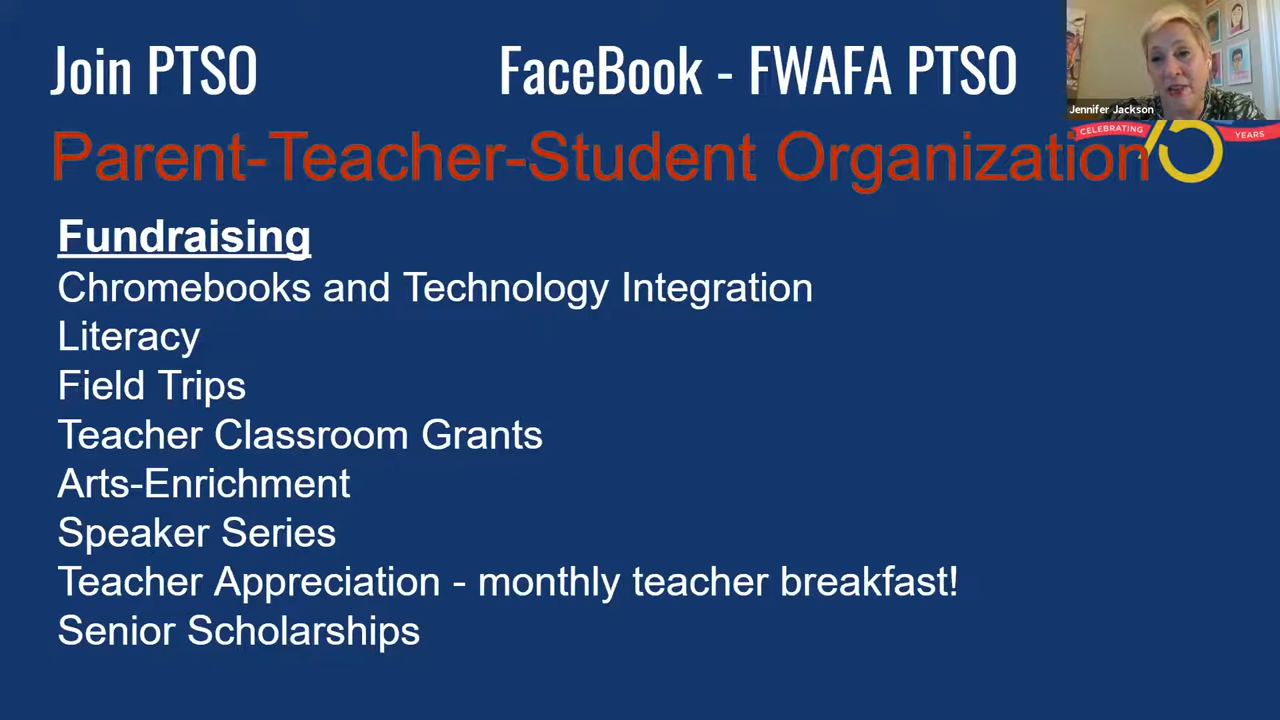 Join PTSO FaceBook - FWAFA PTSO
Jennifer Jackson
CELEBRATING YEARS
Parent-Teacher-Student Organization
Fundraising
Chromebooks and Technology Integration
Literacy
Field Trips
Teacher Classroom Grants
Arts-Enrichment
Speaker Series
Teacher Appreciation - monthly teacher breakfast!
Senior Scholarships